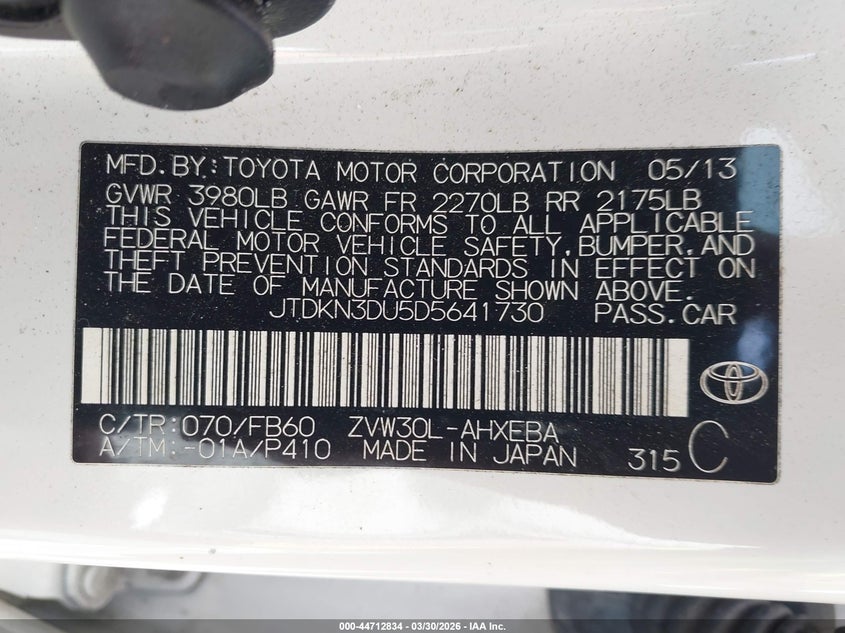 MFD.BY:TOYOTA MOTOR CORPORATION 05/13
GVWR 3980LB GAWR FR 2270LB RR 2175LB
THIS VEHICLE CONFORMS TO ALL APPLICABLE
FEDERAL MOTOR VEHICLE SAFETY,BUMPER,AND
THEFT PREVENTION STANDARDS IN EFFECT ON
THE DATE OF MANUFACTURE SHOWN ABOVE.
JTDKN3DU5D5641730 PASS.CAR
C/TR:070/FB60 ZVW30L-AHXEBA
A/TM:-01A/P410 MADE IN JAPAN 315 C
000-44712834 | 03/30/2026 - IAA Inc.